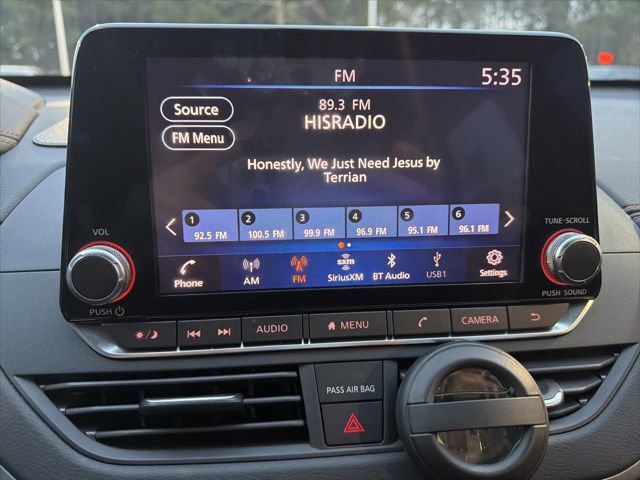 FM
5:35
Source
89.3 FM
HISRADIO
FM Menu
Honestly, We Just Need Jesus by
Terrian
1 2 3 4 5 6
92.5 FM 100.5 FM 99.9 FM 96.9 FM 95.1 FM 96.1 FM
sxm
Phone AM FM SiriusXM BT Audio USB1 Settings
VOL
TUNE·SCROLL
PUSH
PUSH SOUND
AUDIO MENU CAMERA
PASS AIR BAG